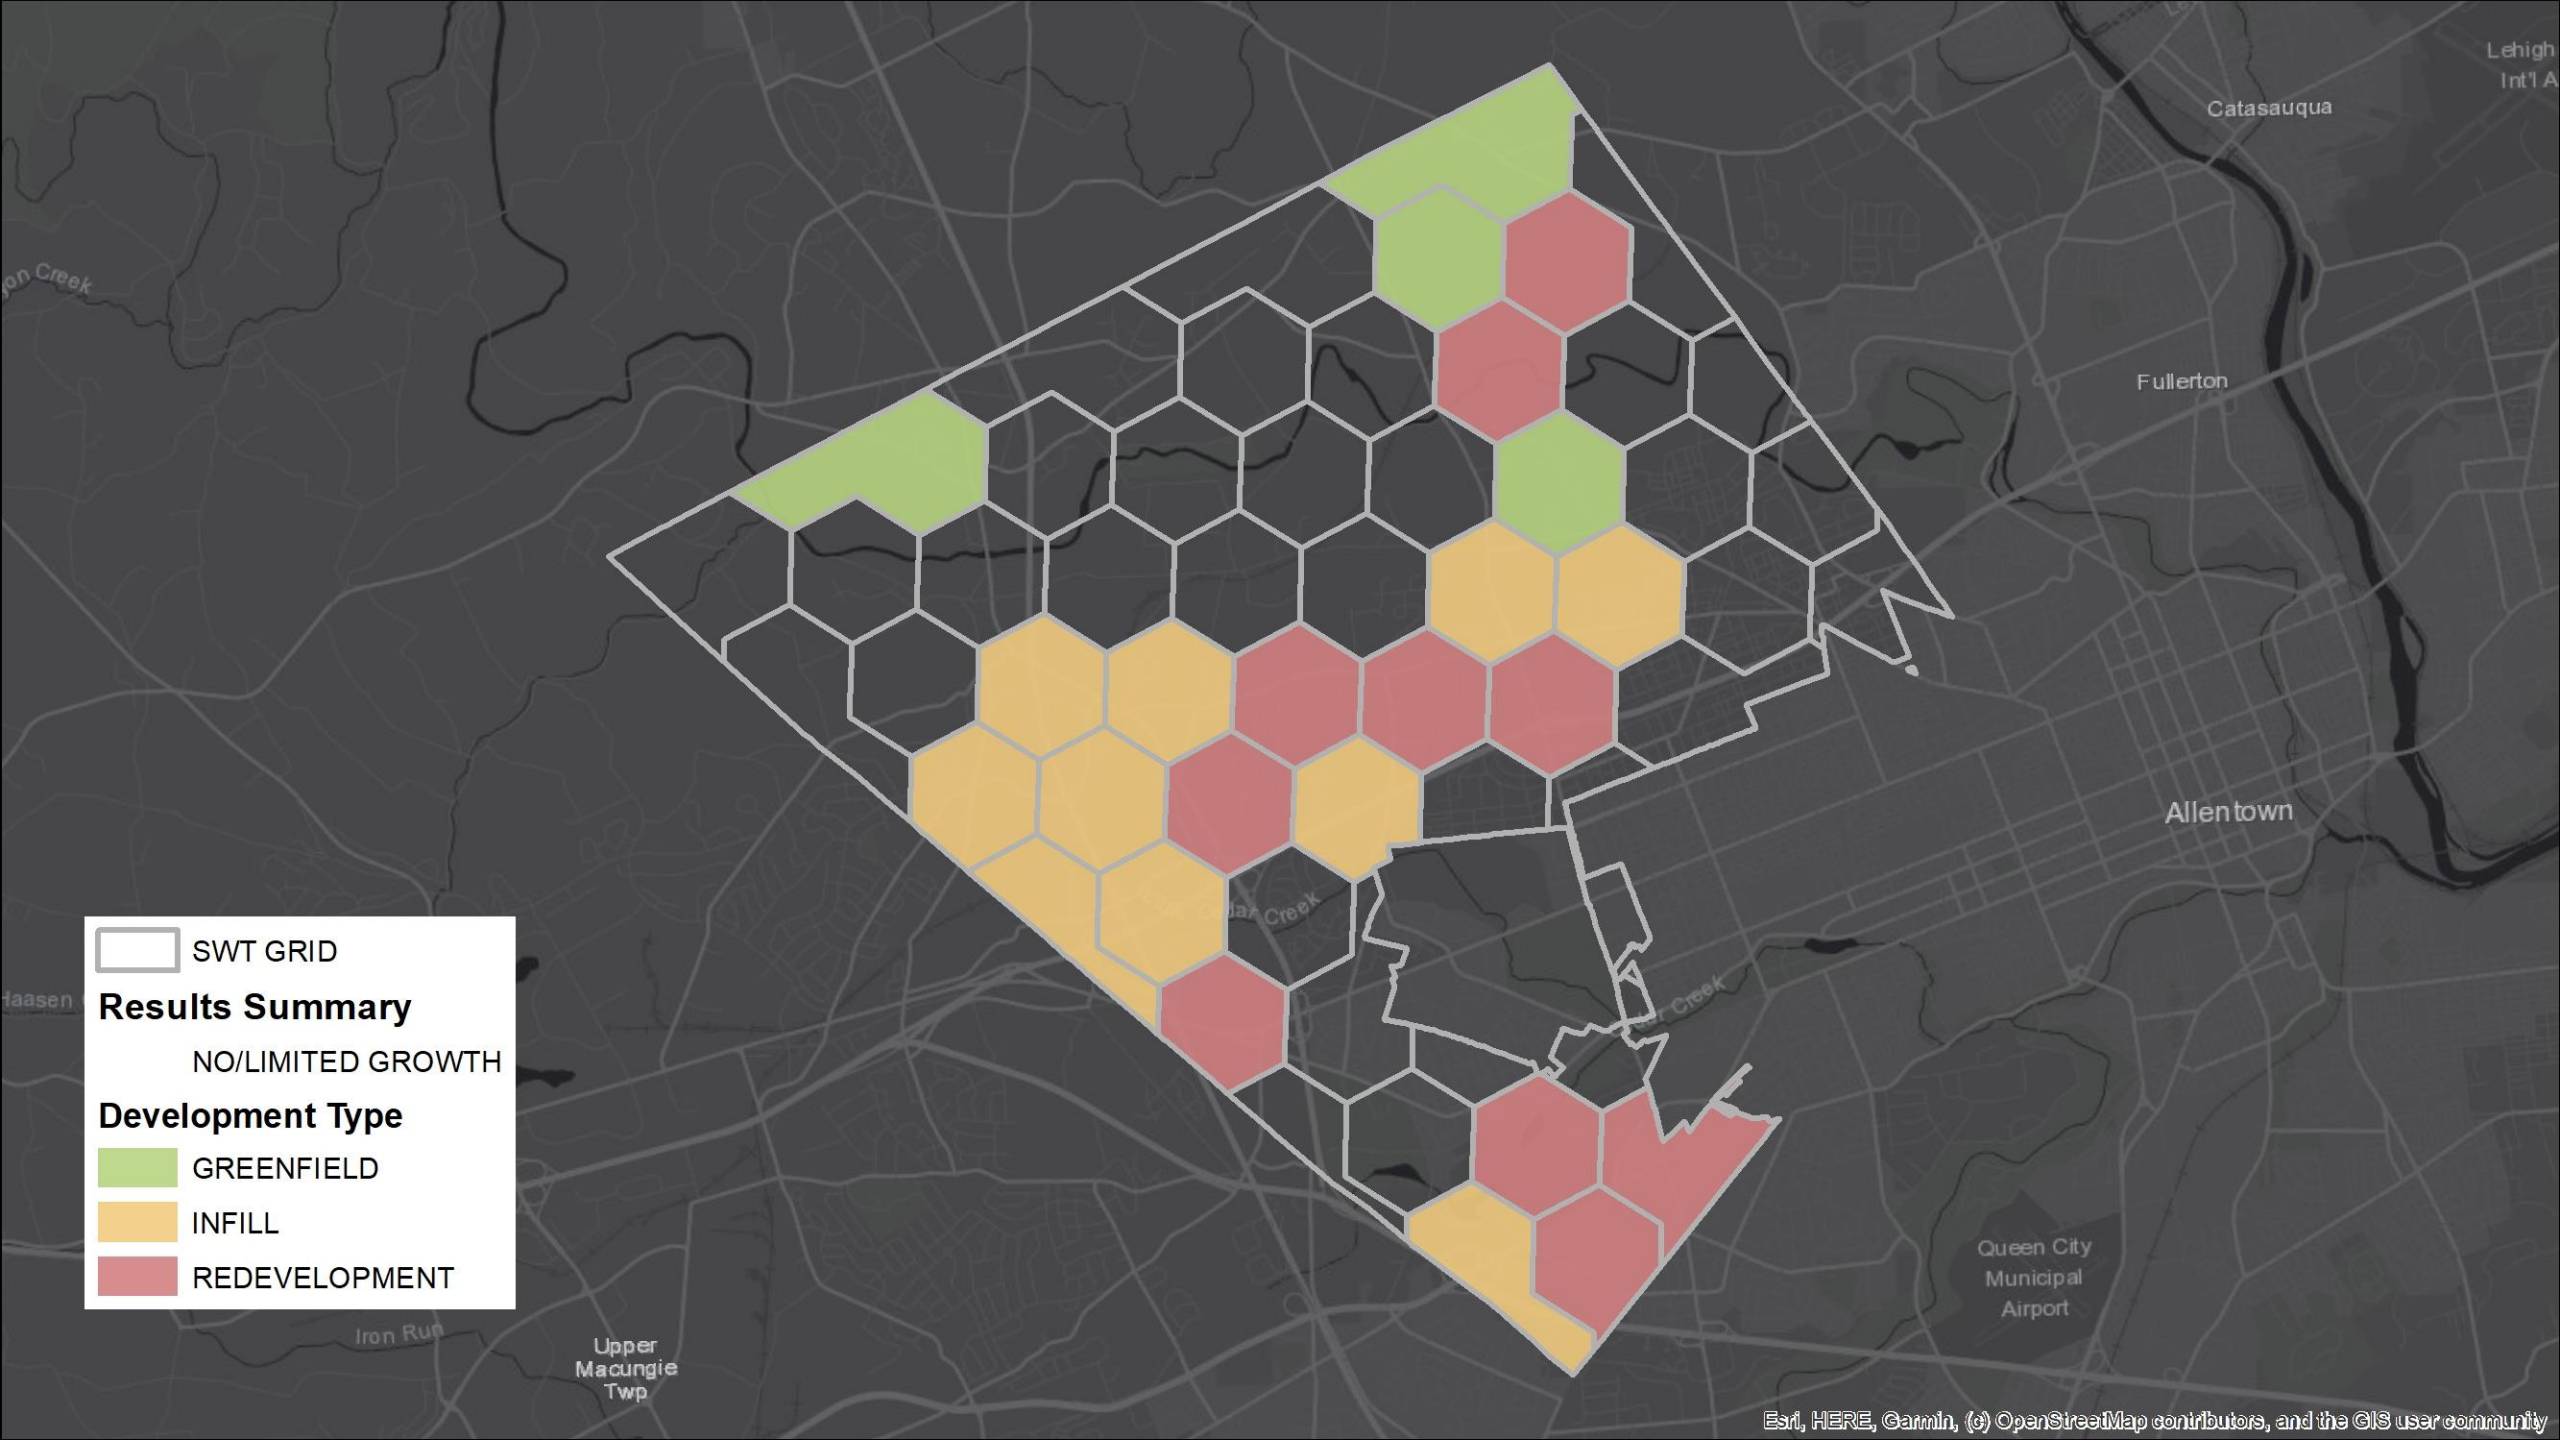 Lehigh
Int'l A
Catasauqua
on Creek
Fullerton
Allentown
Cedar Creek
SWT GRID
Results Summary
NO/LIMITED GROWTH
Development Type
GREENFIELD
INFILL
REDEVELOPMENT
Haasen
Creek
Iron Run
Upper
Macungie
Twp
Queen City
Municipal
Airport
Esri, HERE, Garmin, (c) OpenStreetMap contributors, and the GIS user community